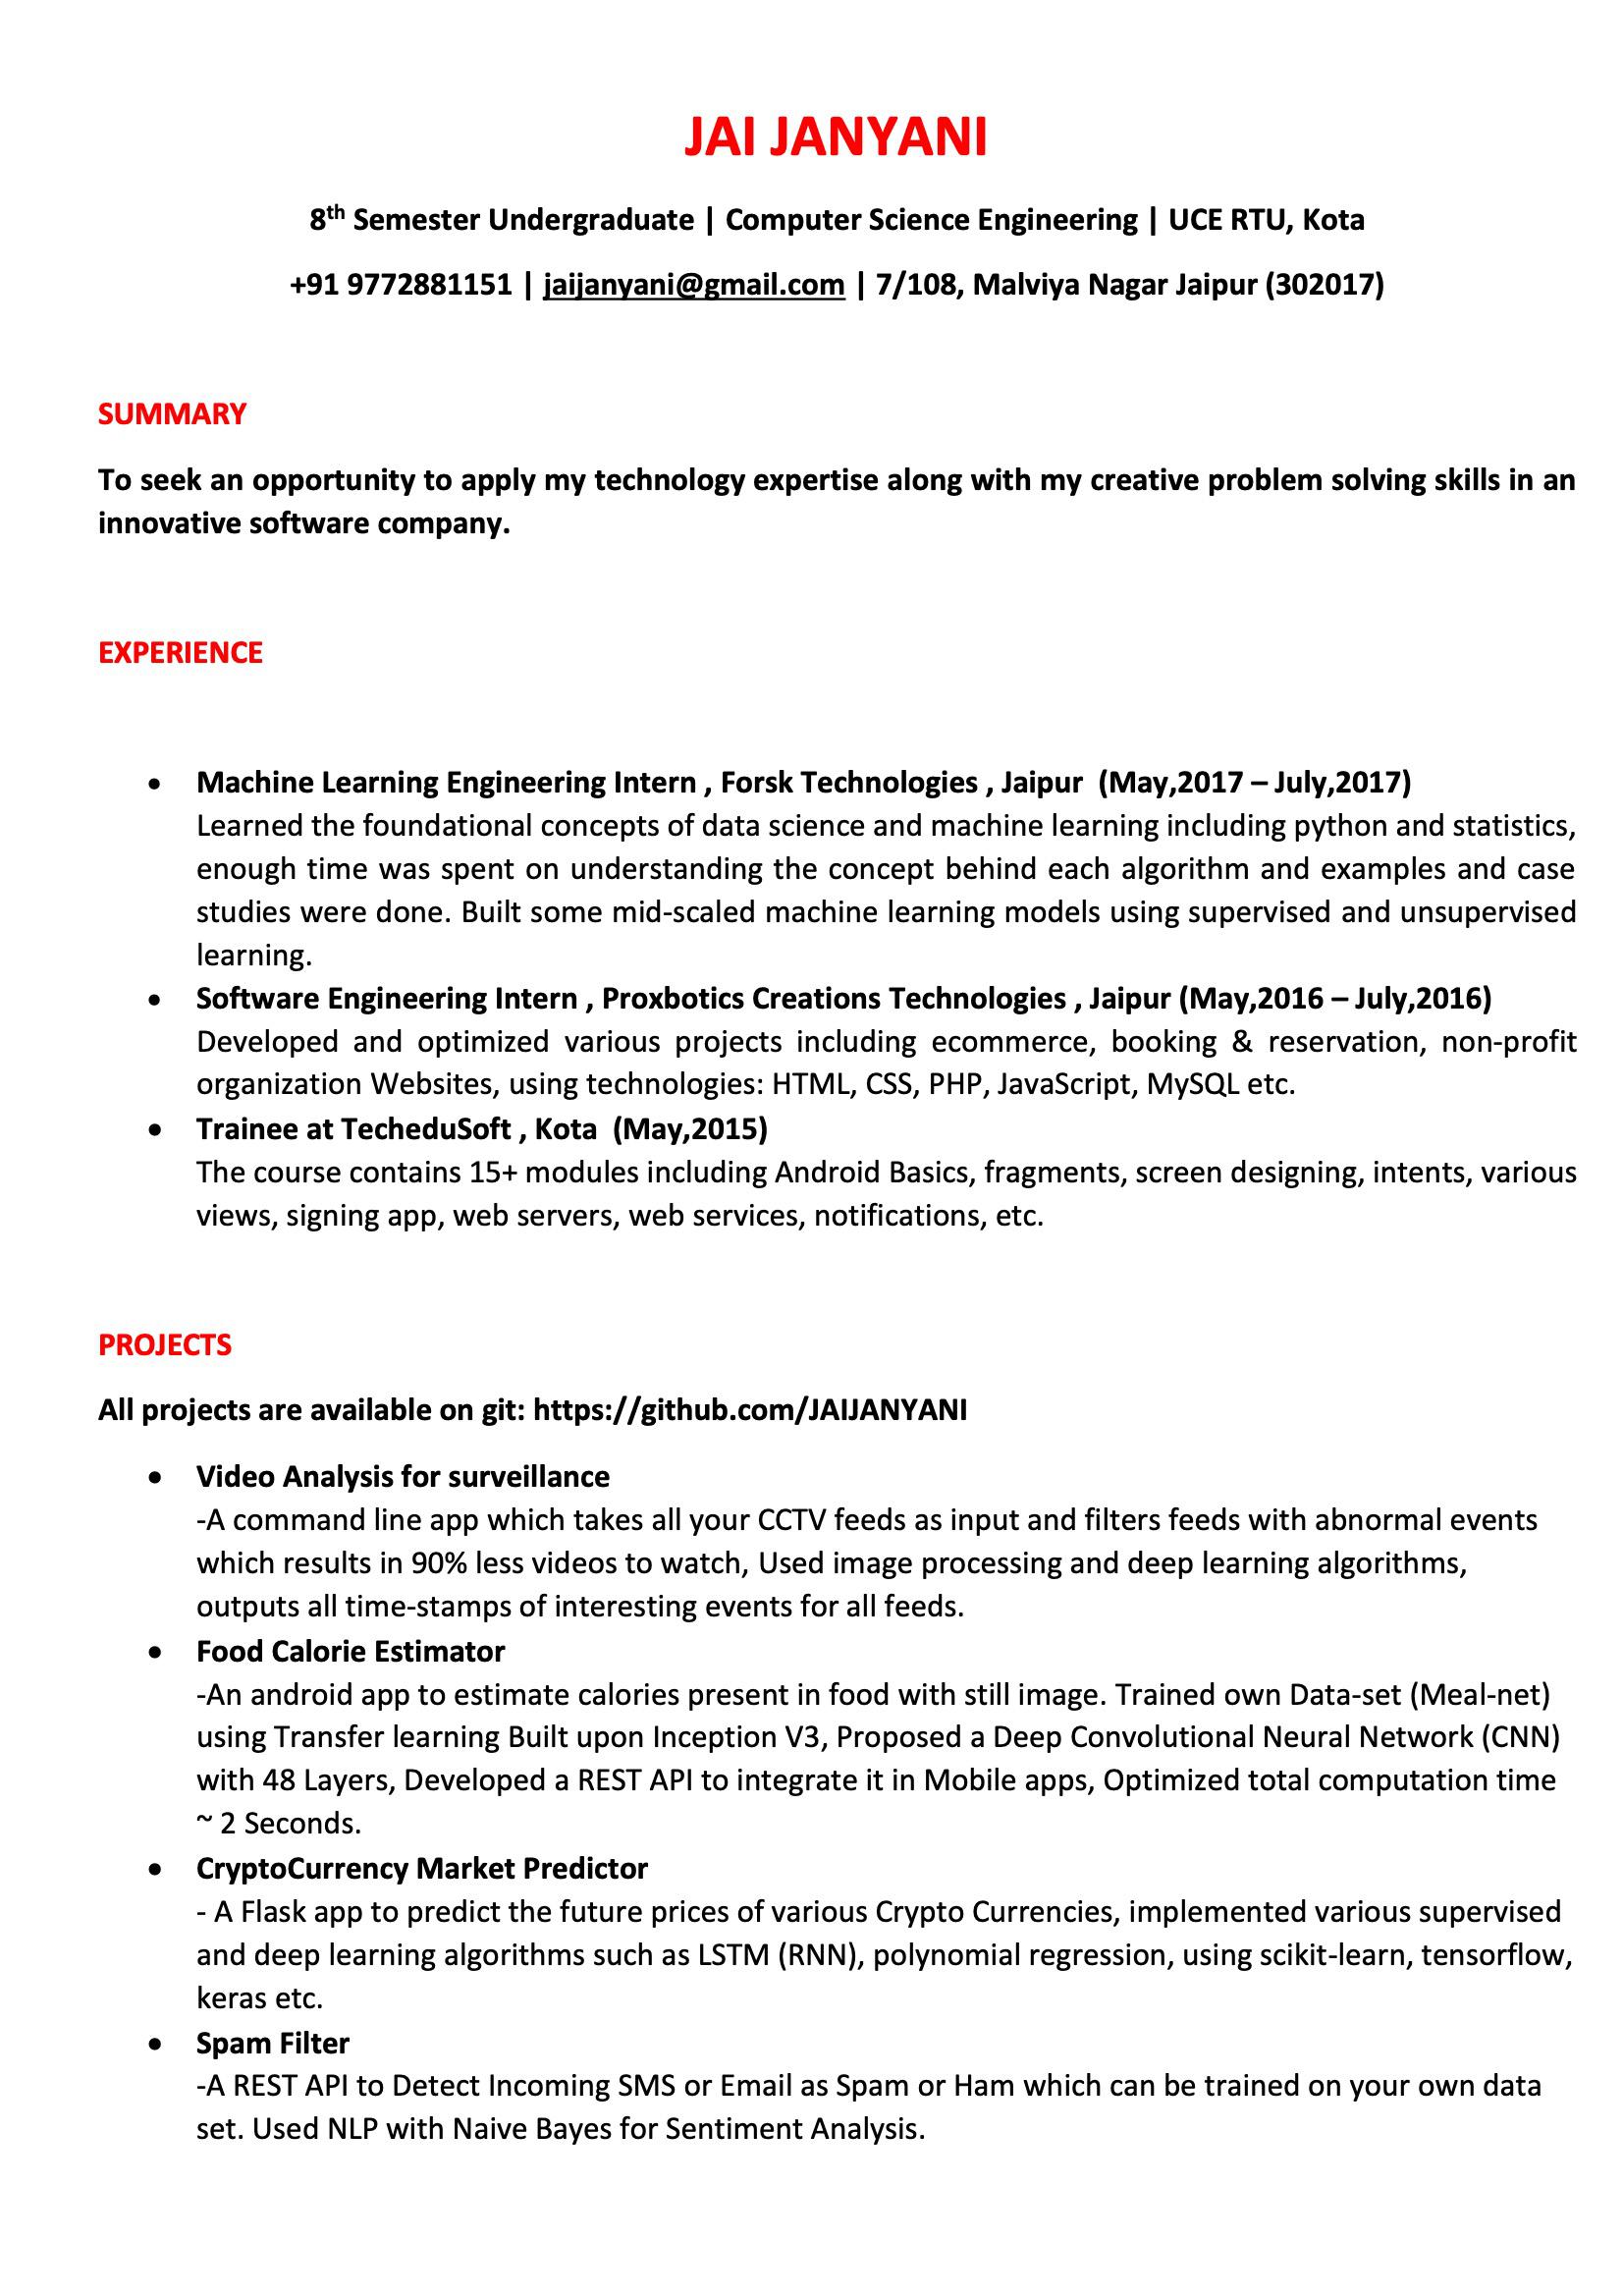 JAI JANYANI
8th Semester Undergraduate | Computer Science Engineering | UCE RTU, Kota
+91 9772881151 | jaijanyani@gmail.com | 7/108, Malviya Nagar Jaipur (302017)
SUMMARY
To seek an opportunity to apply my technology expertise along with my creative problem solving skills in an
innovative software company.
EXPERIENCE
• Machine Learning Engineering Intern , Forsk Technologies , Jaipur (May,2017 – July,2017)
Learned the foundational concepts of data science and machine learning including python and statistics,
enough time was spent on understanding the concept behind each algorithm and examples and case
studies were done. Built some mid-scaled machine learning models using supervised and unsupervised
learning.
• Software Engineering Intern , Proxbotics Creations Technologies , Jaipur (May,2016 – July,2016)
Developed and optimized various projects including ecommerce, booking & reservation, non-profit
organization Websites, using technologies: HTML, CSS, PHP, JavaScript, MySQL etc.
• Trainee at TecheduSoft , Kota (May,2015)
The course contains 15+ modules including Android Basics, fragments, screen designing, intents, various
views, signing app, web servers, web services, notifications, etc.
PROJECTS
All projects are available on git: https://github.com/JAIJANYANI
• Video Analysis for surveillance
-A command line app which takes all your CCTV feeds as input and filters feeds with abnormal events
which results in 90% less videos to watch, Used image processing and deep learning algorithms,
outputs all time-stamps of interesting events for all feeds.
• Food Calorie Estimator
-An android app to estimate calories present in food with still image. Trained own Data-set (Meal-net)
using Transfer learning Built upon Inception V3, Proposed a Deep Convolutional Neural Network (CNN)
with 48 Layers, Developed a REST API to integrate it in Mobile apps, Optimized total computation time
~ 2 Seconds.
• CryptoCurrency Market Predictor
- A Flask app to predict the future prices of various Crypto Currencies, implemented various supervised
and deep learning algorithms such as LSTM (RNN), polynomial regression, using scikit-learn, tensorflow,
keras etc.
• Spam Filter
-A REST API to Detect Incoming SMS or Email as Spam or Ham which can be trained on your own data
set. Used NLP with Naive Bayes for Sentiment Analysis.